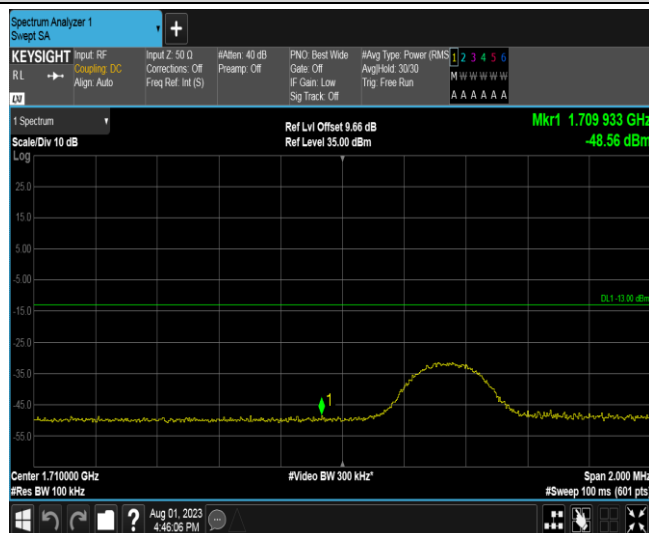 Spectrum Analyzer 1
Swept SA
+
KEYSIGHT
RL
LXI
Input: RF
Coupling: DC
Align: Auto
Input Z: 50 Ω
Corrections: Off
Freq Ref: Int (S)
#Atten: 40 dB
Preamp: Off
PNO: Best Wide
Gate: Off
IF Gain: Low
Sig Track: Off
#Avg Type: Power (RMS
Avg|Hold: 30/30
Trig: Free Run
1 2 3 4 5 6
M W W W W W
A A A A A A
1 Spectrum
Scale/Div 10 dB
Log
Ref Lvl Offset 9.66 dB
Ref Level 35.00 dBm
Mkr1 1.709 933 GHz
-48.56 dBm
25.0
15.0
5.00
-5.00
DL1 -13.00 dBm
-15.0
-25.0
-35.0
-45.0
1
-55.0
Center 1.710000 GHz
#Video BW 300 kHz*
Span 2.000 MHz
#Res BW 100 kHz
#Sweep 100 ms (601 pts)
?
Aug 01, 2023
4:46:06 PM